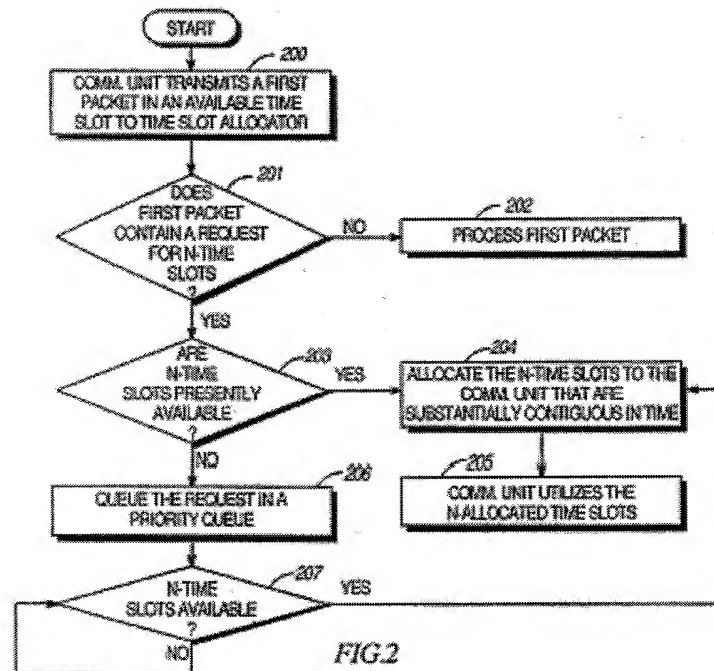 START
200
COMM. UNIT TRANSMITS A FIRST
PACKET IN AN AVAILABLE TIME
SLOT TO TIME SLOT ALLOCATOR
201
DOES
FIRST PACKET
CONTAIN A REQUEST
FOR N-TIME
SLOTS
?
NO
202
PROCESS FIRST PACKET
YES
203
ARE
N-TIME
SLOTS PRESENTLY
AVAILABLE
?
YES
204
ALLOCATE THE N-TIME SLOTS TO THE
COMM. UNIT THAT ARE
SUBSTANTIALLY CONTIGUOUS IN TIME
NO
206
QUEUE THE REQUEST IN A
PRIORITY QUEUE
205
COMM. UNIT UTILIZES THE
N-ALLOCATED TIME SLOTS
207
N-TIME
SLOTS AVAILABLE
?
YES
NO
FIG.2